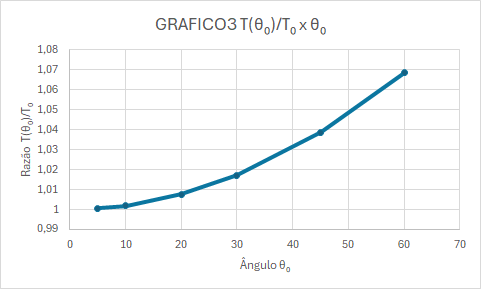 GRAFICO3 T(θ₀)/T₀ x θ₀
1,08
1,07
1,06
1,05
1,04
1,03
1,02
1,01
1
0,99
Razão T(θ₀)/T₀
0 10 20 30 40 50 60 70
Ângulo θ₀